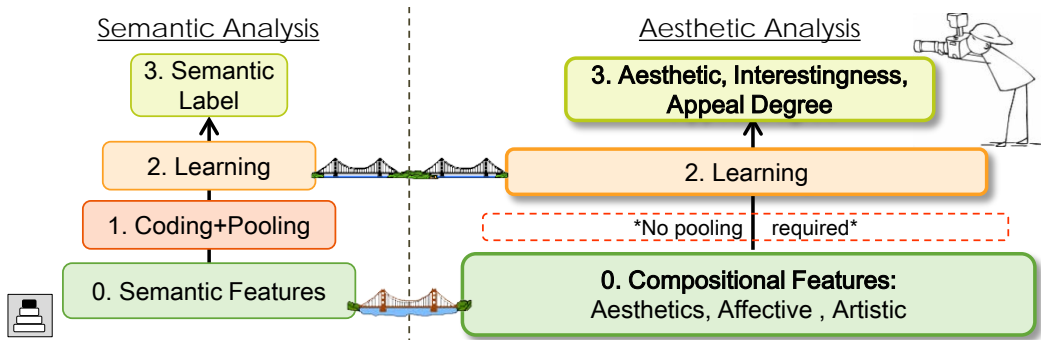 Semantic Analysis
3. Semantic
Label
2. Learning
1. Coding+Pooling
0. Semantic Features
Aesthetic Analysis
3. Aesthetic, Interestingness,
Appeal Degree
2. Learning
*No pooling required*
0. Compositional Features:
Aesthetics, Affective , Artistic